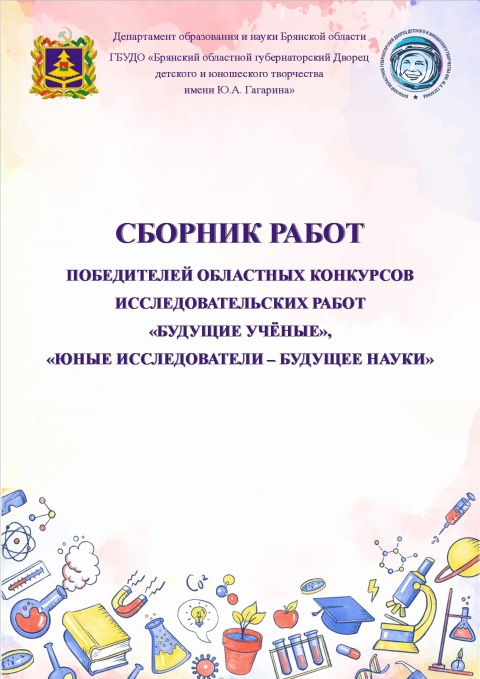 Департамент образования и науки Брянской области
ГБУДО «Брянский областной губернаторский Дворец
детского и юношеского творчества
имени Ю.А. Гагарина»
СБОРНИК РАБОТ
ПОБЕДИТЕЛЕЙ ОБЛАСТНЫХ КОНКУРСОВ
ИССЛЕДОВАТЕЛЬСКИХ РАБОТ
«БУДУЩИЕ УЧЁНЫЕ»,
«ЮНЫЕ ИССЛЕДОВАТЕЛИ – БУДУЩЕЕ НАУКИ»